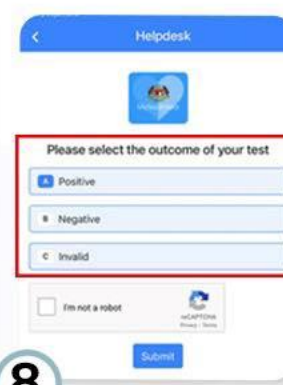 Helpdesk
Please select the outcome of your test
A Positive
B Negative
C Invalid
I'm not a robot
reCAPTCHA
Privacy - Terms
Submit
8